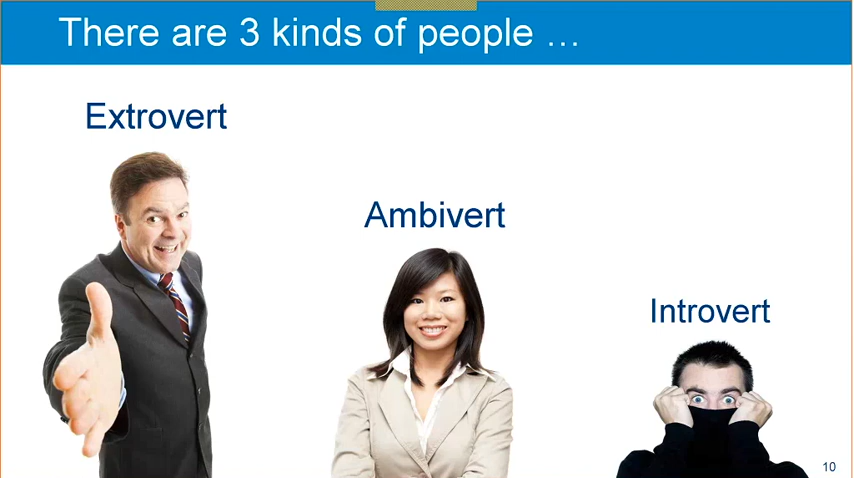 There are 3 kinds of people …
Extrovert
Ambivert
Introvert
10